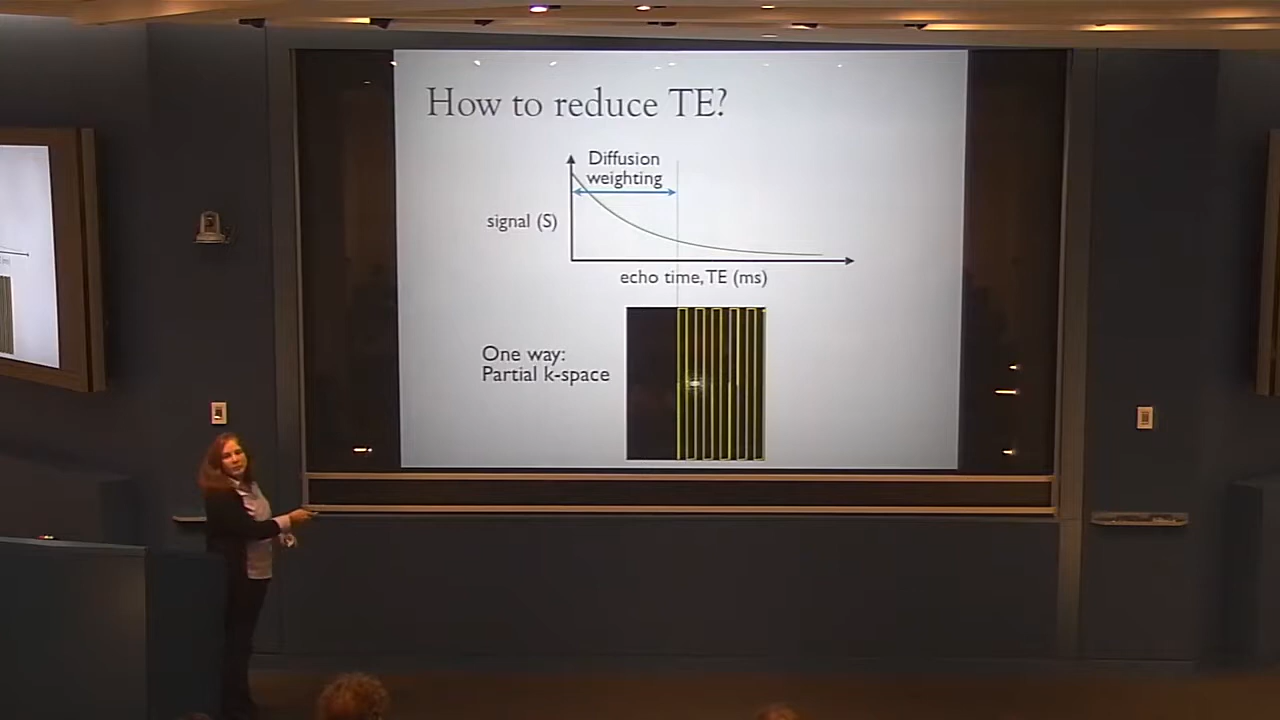 How to reduce TE?
Diffusion
weighting
signal (S)
echo time, TE (ms)
One way:
Partial k-space